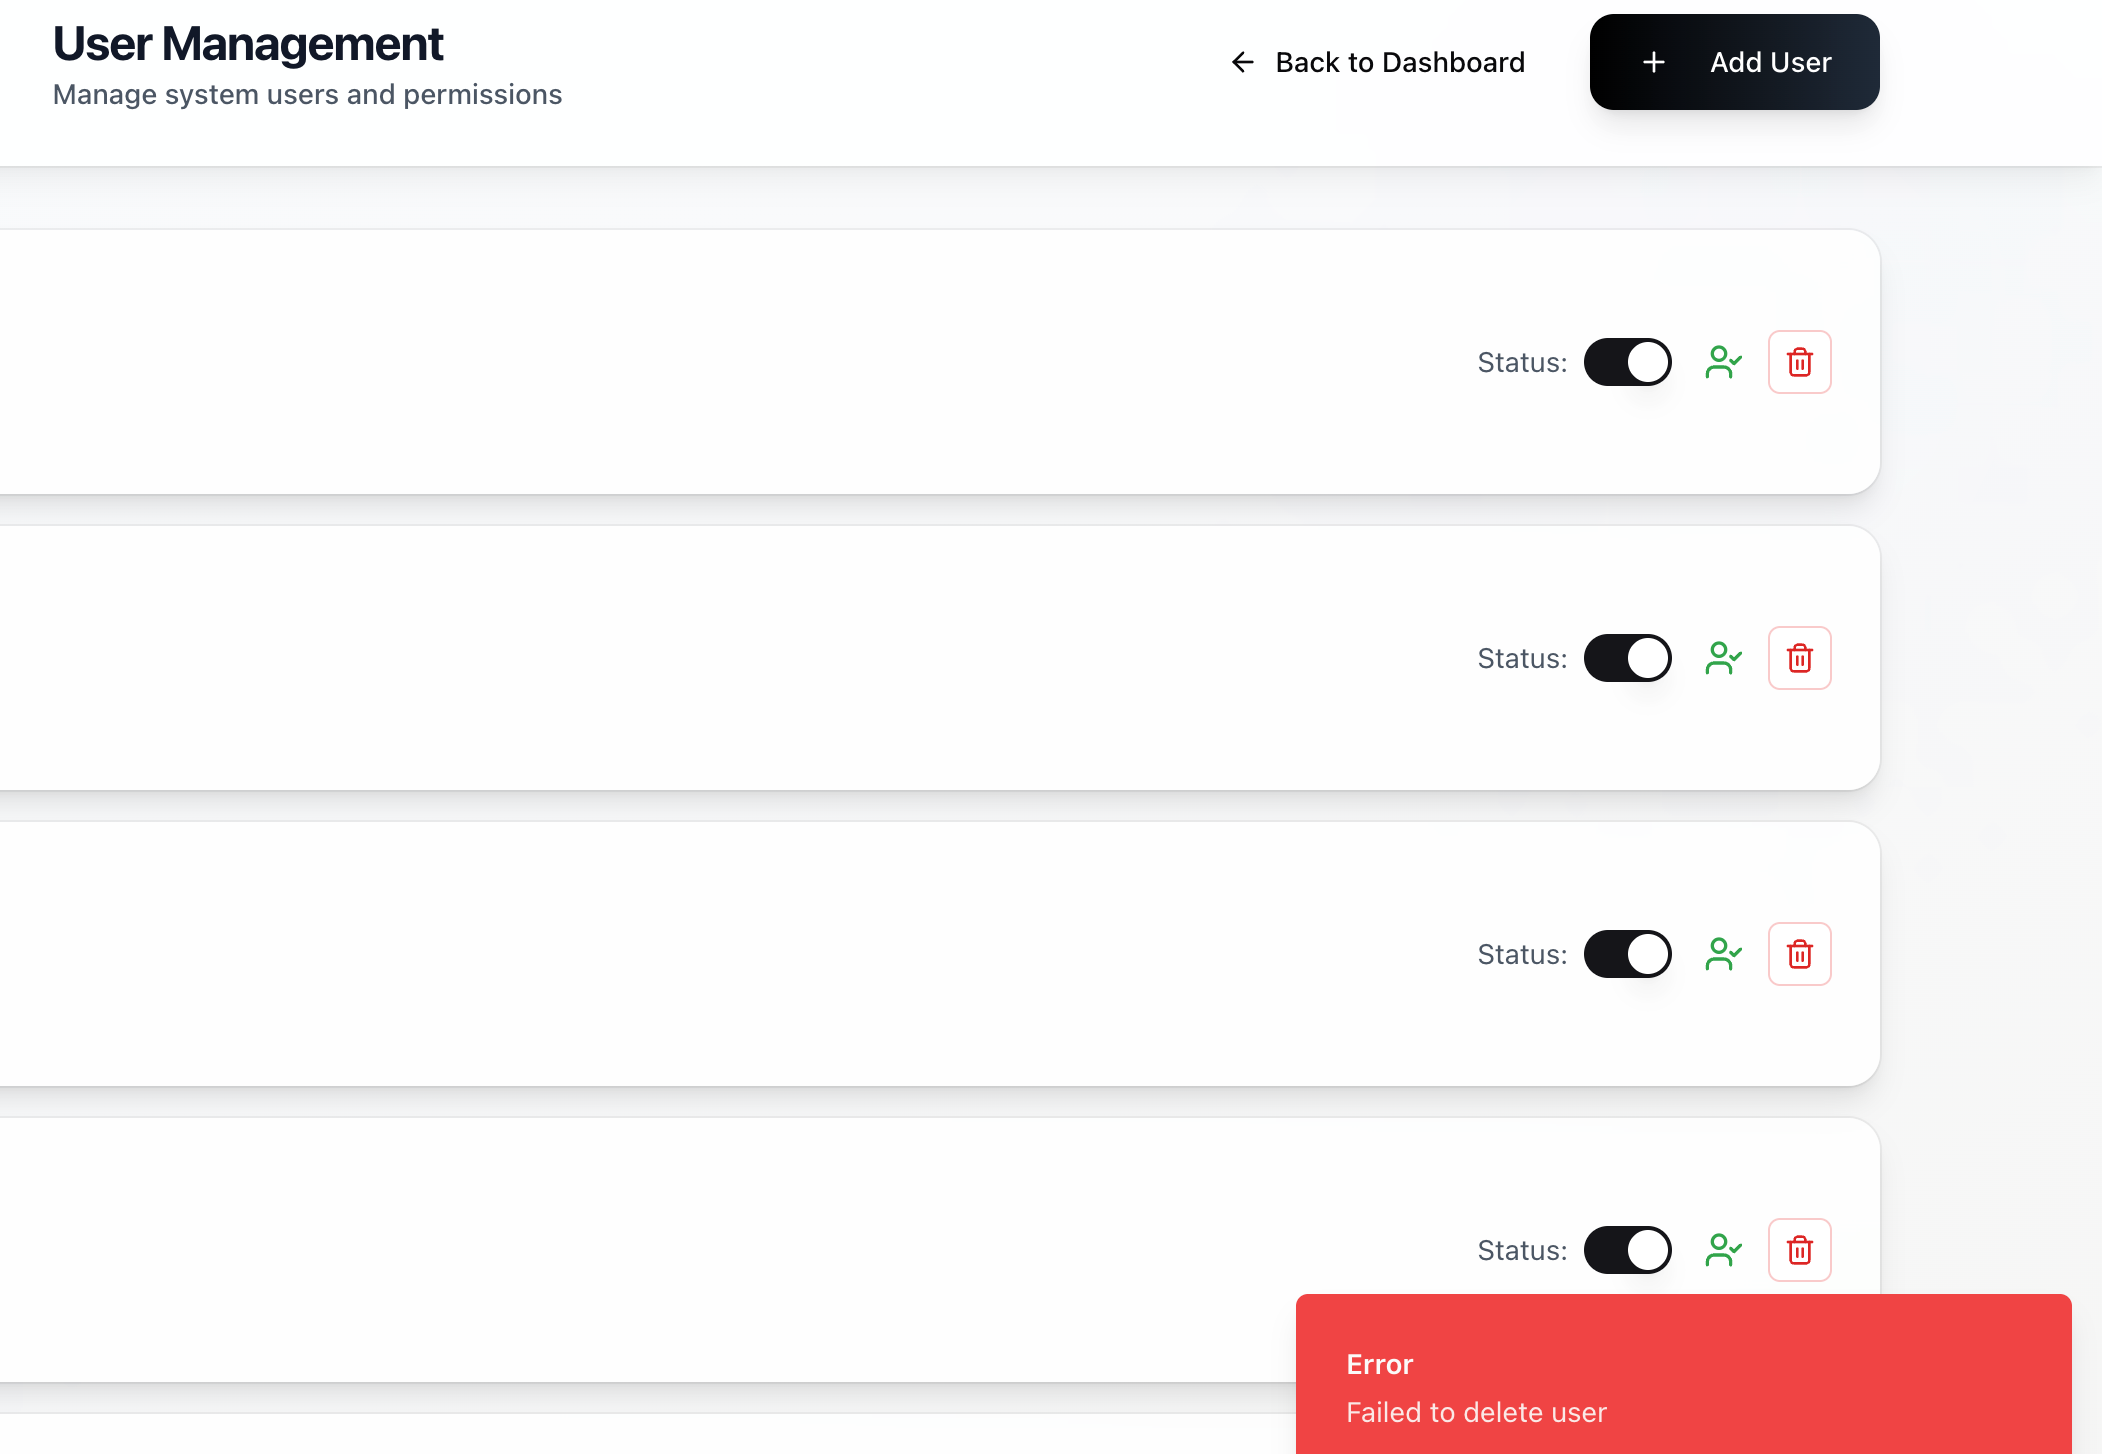 User Management
Manage system users and permissions
Back to Dashboard
Add User
Status:
Status:
Status:
Status:
Error
Failed to delete user